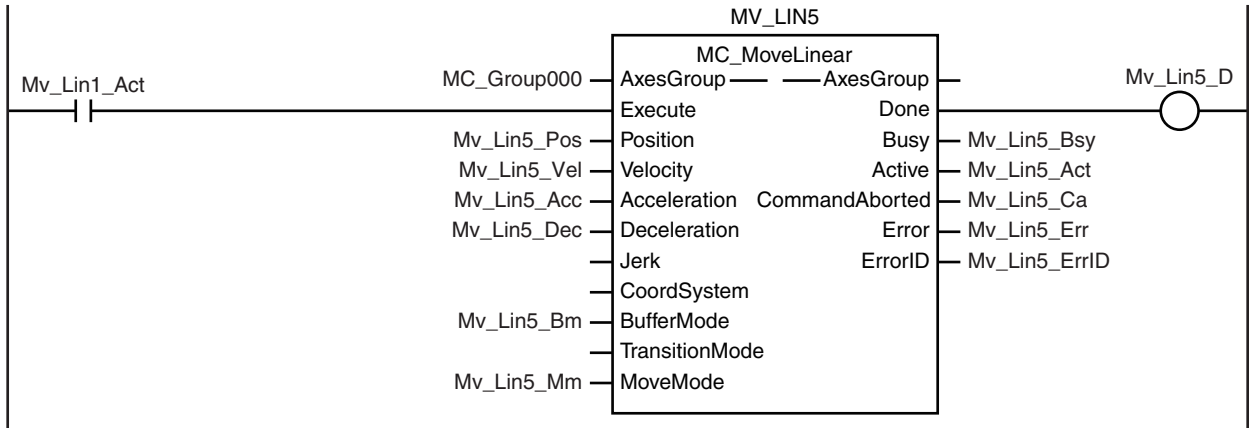 MV_LIN5
MC_MoveLinear
Mv_Lin1_Act
MC_Group000 AxesGroup AxesGroup Mv_Lin5_D
Execute Done
Mv_Lin5_Pos Position Busy Mv_Lin5_Bsy
Mv_Lin5_Vel Velocity Active Mv_Lin5_Act
Mv_Lin5_Acc Acceleration CommandAborted Mv_Lin5_Ca
Mv_Lin5_Dec Deceleration Error Mv_Lin5_Err
Jerk ErrorID Mv_Lin5_ErrID
CoordSystem
Mv_Lin5_Bm BufferMode
TransitionMode
Mv_Lin5_Mm MoveMode